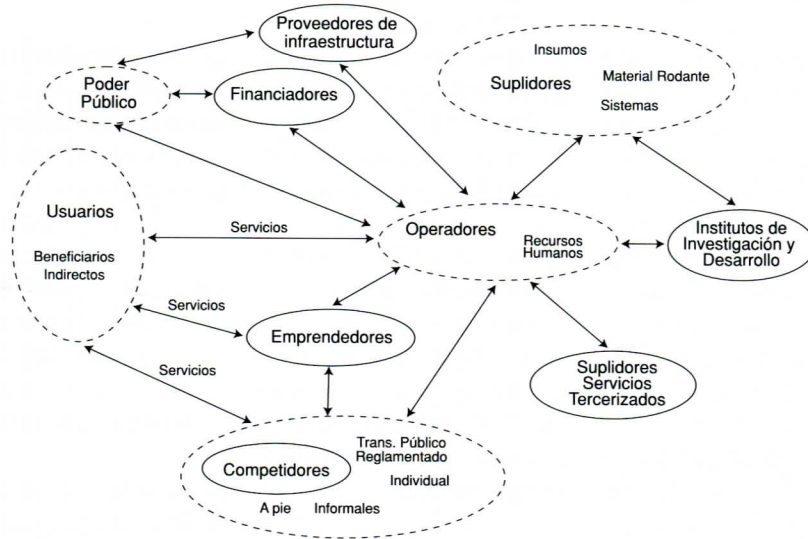 Proveedores de
infraestructura
Insumos
Suplidores
Material Rodante
Sistemas
Poder
Público
Financiadores
Usuarios
Beneficiarios
Indirectos
Servicios
Operadores
Recursos
Humanos
Institutos de
Investigación y
Desarrollo
Servicios
Emprendedores
Servicios
Suplidores
Servicios
Tercerizados
Trans. Público
Reglamentado
Competidores
Individual
A pie
Informales